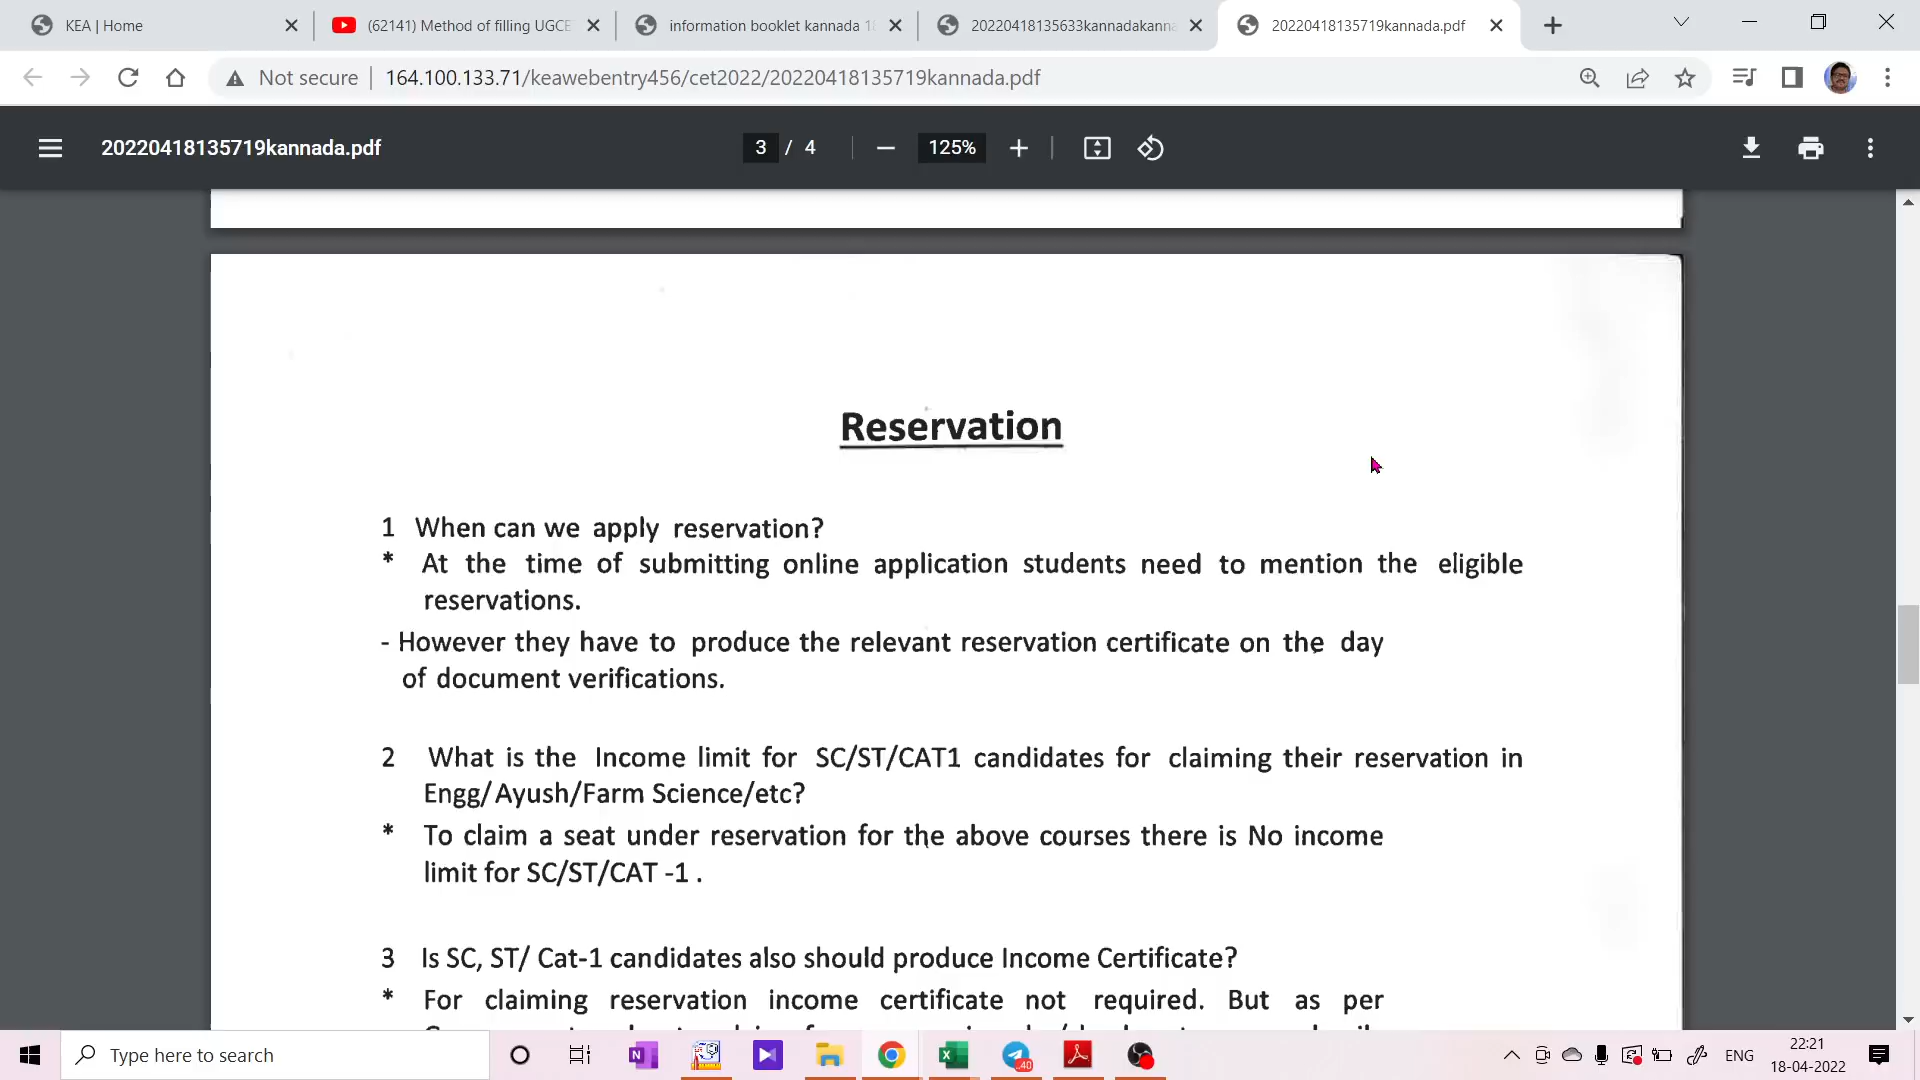 KEA | Home
(62141) Method of filling UGCE
information booklet kannada 18
20220418135633kannadakanna
20220418135719kannada.pdf
Not secure
164.100.133.71/keawebentry456/cet2022/20220418135719kannada.pdf
20220418135719kannada.pdf
3 / 4
125%
Reservation
1 When can we apply reservation?
* At the time of submitting online application students need to mention the eligible
reservations.
- However they have to produce the relevant reservation certificate on the day
of document verifications.
2 What is the Income limit for SC/ST/CAT1 candidates for claiming their reservation in
Engg/Ayush/Farm Science/etc?
* To claim a seat under reservation for the above courses there is No income
limit for SC/ST/CAT -1 .
3 Is SC, ST/ Cat-1 candidates also should produce Income Certificate?
* For claiming reservation income certificate not required. But as per
Type here to search
40
ENG
22:21
18-04-2022